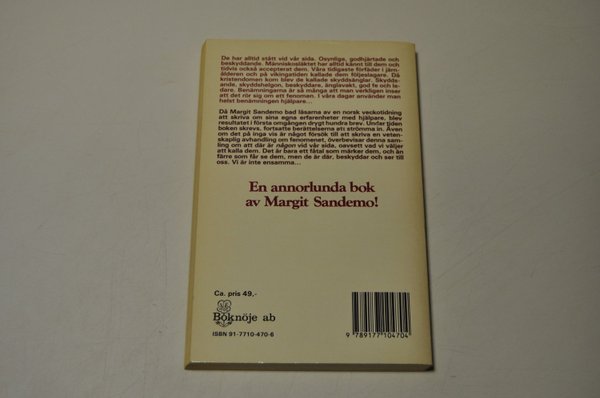 De har alltid stått vid vår sida. Osynliga, godhjärtade och
beskyddande. Människosläktet har alltid känt till dem och
tidvis också accepterat dem. Våra tidigaste förfäder i järn-
åldern och på vikingatiden kallade dem följeslagare. Då
kristendomen kom blev de kallade skyddsänglar. Skydds-
ande, skyddshelgon, beskyddare, änglavakt, god fe och le-
dare. Benämningarna är så många att man verkligen inser
att det rör sig om ett fenomen. I våra dagar använder man
helst benämningen hjälpare...
Då Margit Sandemo bad läsarna av en norsk veckotidning
att skriva om sina egna erfarenheter med hjälpare, blev
resultatet i första omgången drygt hundra brev. Under tiden
boken skrevs, fortsatte berättelserna att strömma in. Även
om det på inga vis är något försök till att skriva en veten-
skaplig avhandling om fenomenet, överbevisar denna sam-
ling om att där är någon vid vår sida, oavsett vad vi väljer
att kalla dem. Det är bara ett fåtal som märker dem, och än
färre som får se dem, men de är där, beskyddar och ser till
oss. Vi är inte ensamma...
En annorlunda bok
av Margit Sandemo!
Ca. pris 49,-
Boknöje ab
ISBN 91-7710-470-6
9 789177 104704